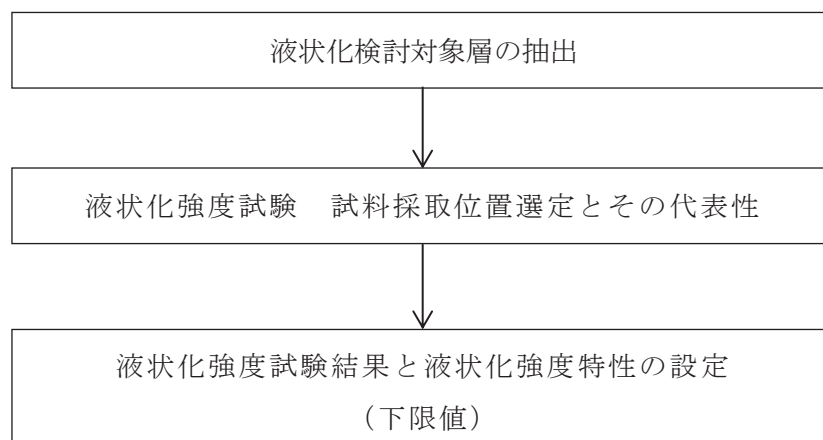 液状化検討対象層の抽出
液状化強度試験　試料採取位置選定とその代表性
液状化強度試験結果と液状化強度特性の設定
（下限値）